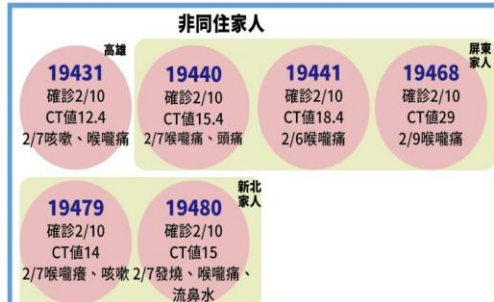 非同住家人
高雄
19431
確診2/10
CT值12.4
2/7咳嗽、喉嚨痛
屏東
家人
19440
確診2/10
CT值15.4
2/7喉嚨痛、頭痛
19441
確診2/10
CT值18.4
2/6喉嚨痛
19468
確診2/10
CT值29
2/9喉嚨痛
新北
家人
19479
確診2/10
CT值14
2/7喉嚨癢、咳嗽
19480
確診2/10
CT值15
2/7發燒、喉嚨痛、
流鼻水